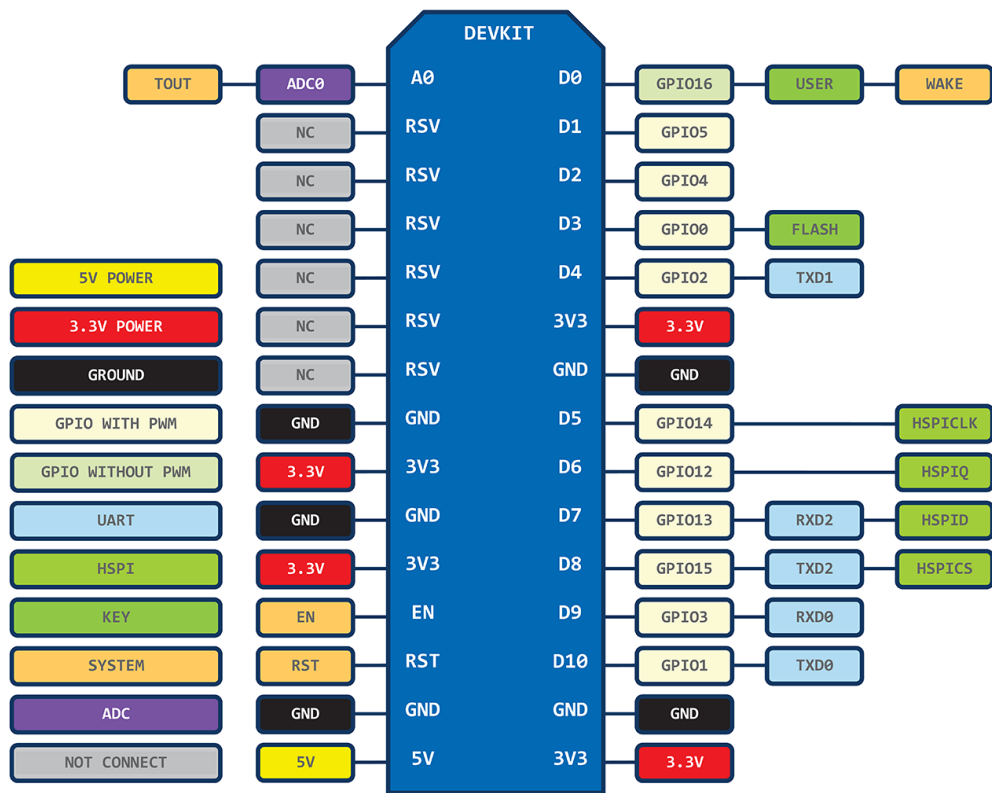 DEVKIT
TOUT ADC0 A0 D0 GPIO16 USER WAKE
NC RSV D1 GPIO5
NC RSV D2 GPIO4
NC RSV D3 GPIO0 FLASH
5V POWER NC RSV D4 GPIO2 TXD1
3.3V POWER NC RSV 3V3 3.3V
GROUND NC RSV GND GND
GPIO WITH PWM GND GND D5 GPIO14 HSPICLK
GPIO WITHOUT PWM 3.3V 3V3 D6 GPIO12 HSPIQ
UART GND GND D7 GPIO13 RXD2 HSPID
HSPI 3.3V 3V3 D8 GPIO15 TXD2 HSPICS
KEY EN EN D9 GPIO3 RXD0
SYSTEM RST RST D10 GPIO1 TXD0
ADC GND GND GND GND
NOT CONNECT 5V 5V 3V3 3.3V